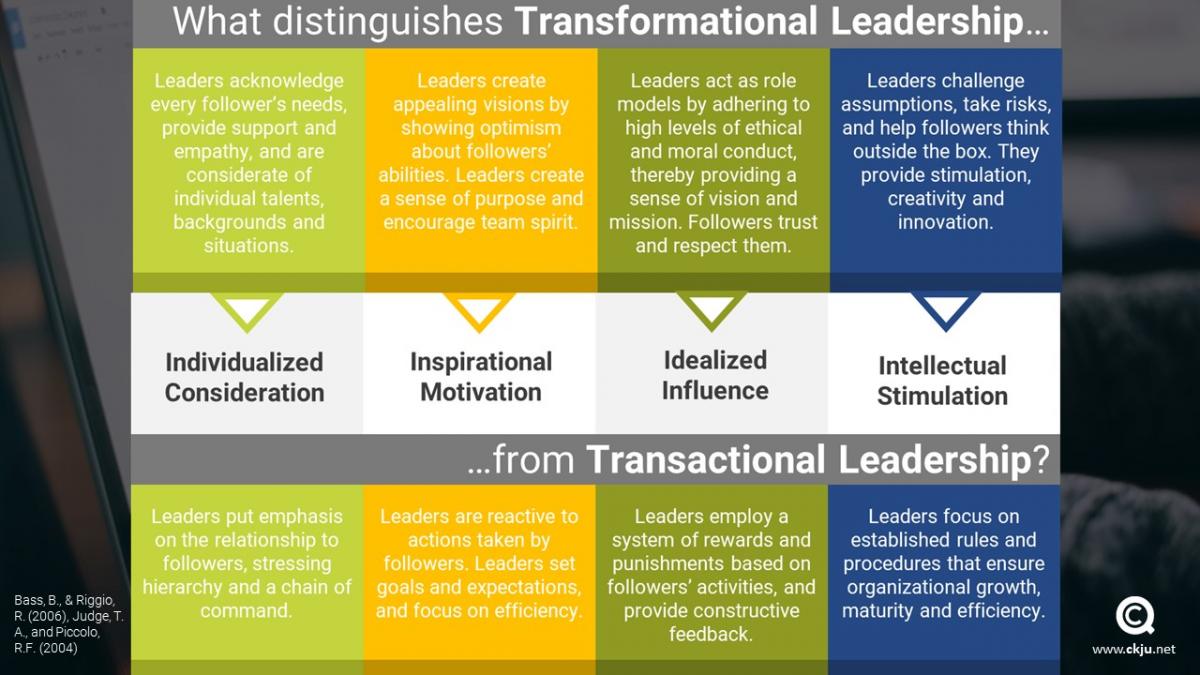 What distinguishes Transformational Leadership...
Leaders acknowledge
every follower's needs,
provide support and
empathy, and are
considerate of
individual talents,
backgrounds and
situations.
Leaders create
appealing visions by
showing optimism
about followers'
abilities. Leaders create
a sense of purpose and
encourage team spirit.
Leaders act as role
models by adhering to
high levels of ethical
and moral conduct,
thereby providing a
sense of vision and
mission. Followers trust
and respect them.
Leaders challenge
assumptions, take risks,
and help followers think
outside the box. They
provide stimulation,
creativity and
innovation.
Individualized
Consideration
Inspirational
Motivation
Idealized
Influence
Intellectual
Stimulation
...from Transactional Leadership?
Leaders put emphasis
on the relationship to
followers, stressing
hierarchy and a chain of
command.
Leaders are reactive to
actions taken by
followers. Leaders set
goals and expectations,
and focus on efficiency.
Leaders employ a
system of rewards and
punishments based on
followers' activities, and
provide constructive
feedback.
Leaders focus on
established rules and
procedures that ensure
organizational growth,
maturity and efficiency.
Bass, B., & Riggio,
R. (2006), Judge, T.
A., and Piccolo,
R.F. (2004)
www.ckju.net